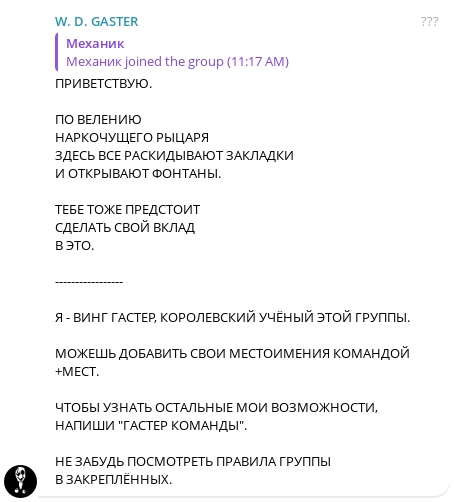 W. D. GASTER
???
Механик
Механик joined the group (11:17 AM)
ПРИВЕТСТВУЮ.
ПО ВЕЛЕНИЮ
НАРКОЧУЩЕГО РЫЦАРЯ
ЗДЕСЬ ВСЕ РАСКИДЫВАЮТ ЗАКЛАДКИ
И ОТКРЫВАЮТ ФОНТАНЫ.
ТЕБЕ ТОЖЕ ПРЕДСТОИТ
СДЕЛАТЬ СВОЙ ВКЛАД
В ЭТО.
-----------------
Я - ВИНГ ГАСТЕР, КОРОЛЕВСКИЙ УЧЁНЫЙ ЭТОЙ ГРУППЫ.
МОЖЕШЬ ДОБАВИТЬ СВОИ МЕСТОИМЕНИЯ КОМАНДОЙ
+МЕСТ.
ЧТОБЫ УЗНАТЬ ОСТАЛЬНЫЕ МОИ ВОЗМОЖНОСТИ,
НАПИШИ "ГАСТЕР КОМАНДЫ".
НЕ ЗАБУДЬ ПОСМОТРЕТЬ ПРАВИЛА ГРУППЫ
В ЗАКРЕПЛЁННЫХ.